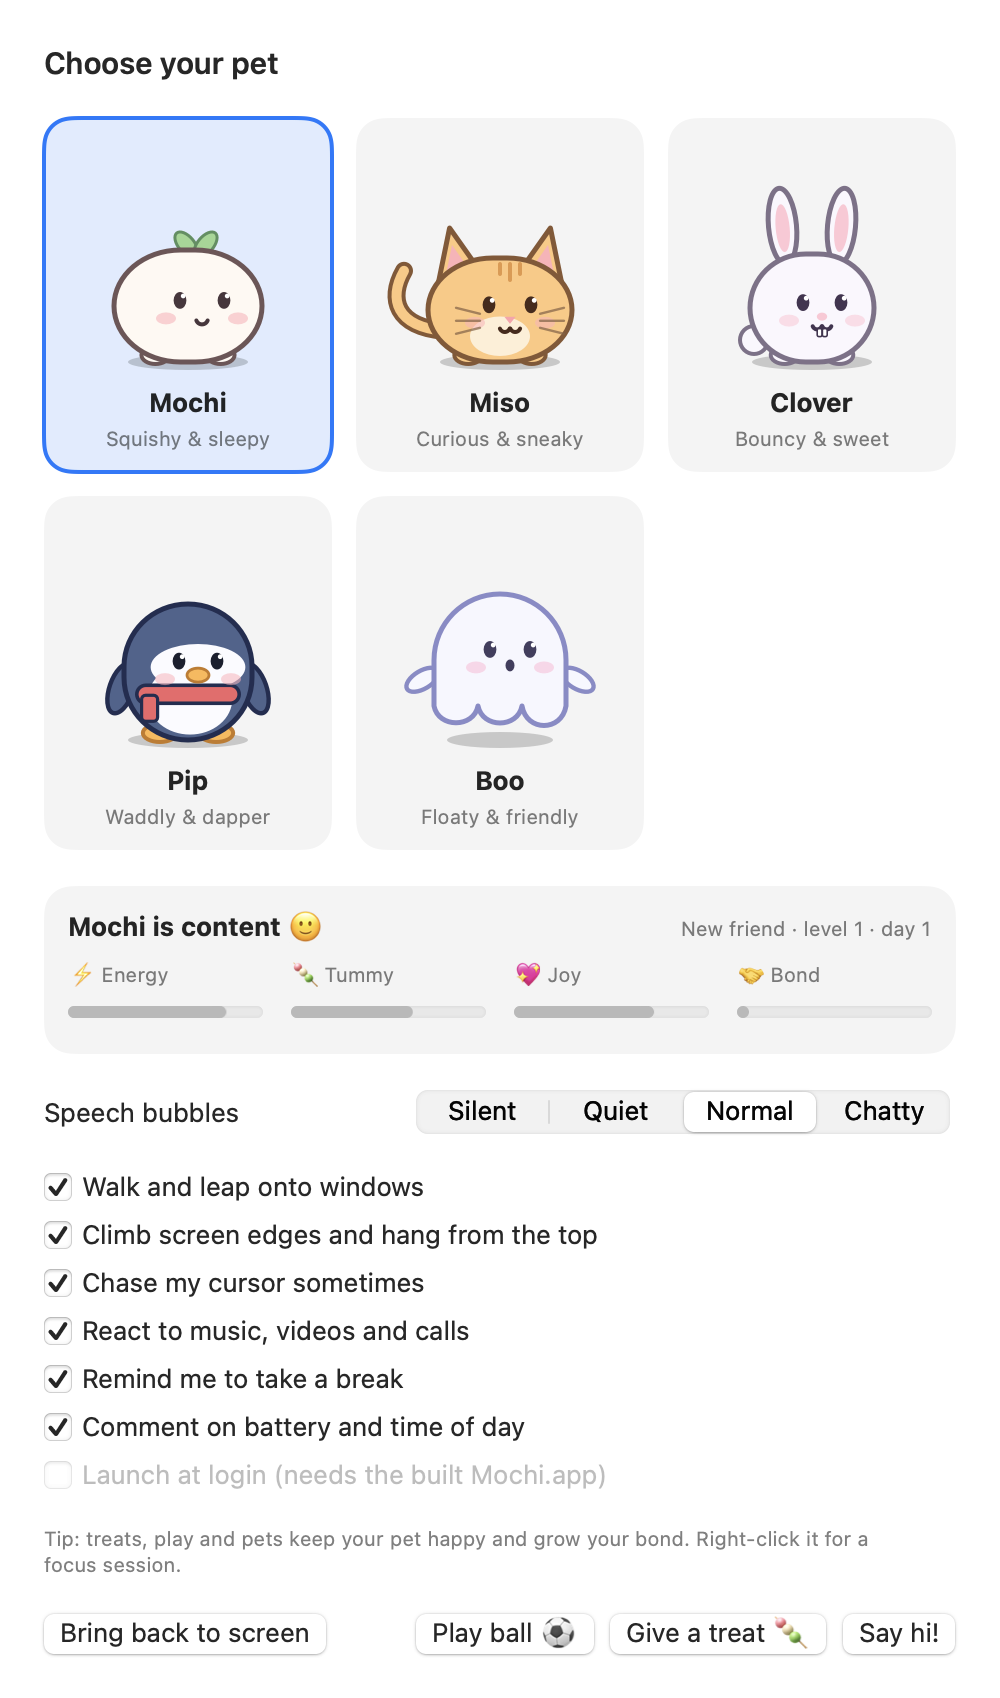 Choose your pet
Mochi
Squishy & sleepy
Miso
Curious & sneaky
Clover
Bouncy & sweet
Pip
Waddly & dapper
Boo
Floaty & friendly
Mochi is content 🙂
New friend · level 1 · day 1
⚡ Energy
🍡 Tummy
💖 Joy
🤝 Bond
Speech bubbles
Silent
Quiet
Normal
Chatty
Walk and leap onto windows
Climb screen edges and hang from the top
Chase my cursor sometimes
React to music, videos and calls
Remind me to take a break
Comment on battery and time of day
Launch at login (needs the built Mochi.app)
Tip: treats, play and pets keep your pet happy and grow your bond. Right-click it for a
focus session.
Bring back to screen
Play ball ⚽
Give a treat 🍡
Say hi!